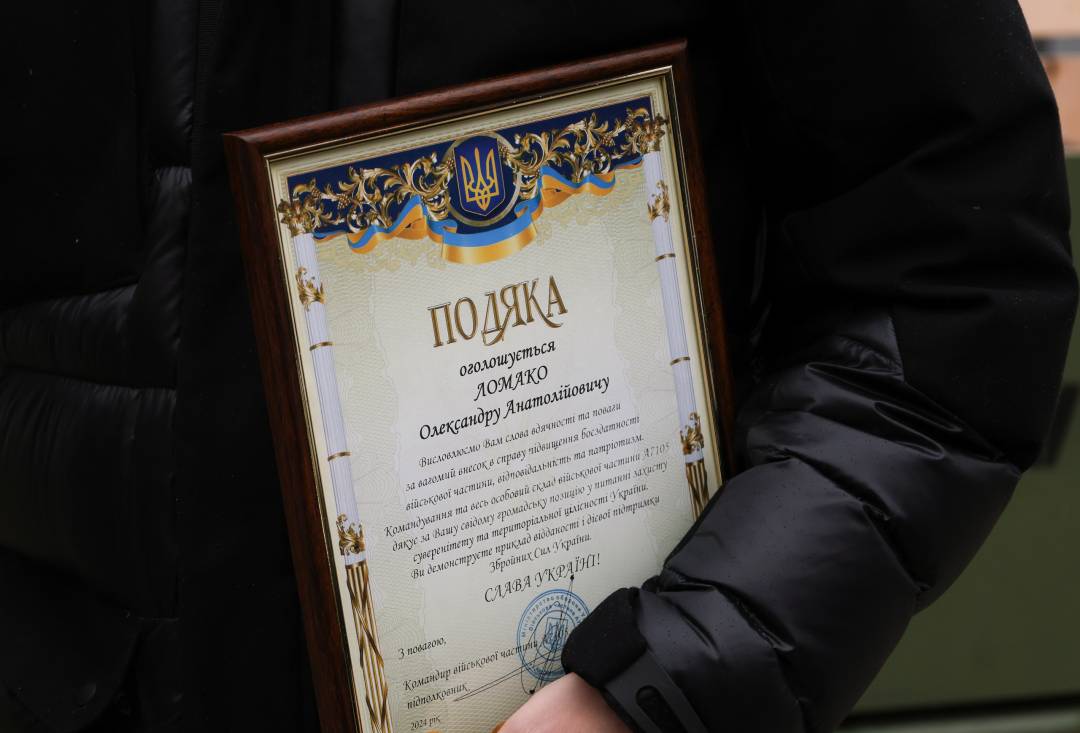 ПОДЯКА
оголошується
ЛОМАКО
Олександру Анатолійовичу
Висловлюємо Вам слова вдячності та поваги
за вагомий внесок в справу підвищення боєздатності
військової частини, відповідальність та патріотизм.
Командування та весь особовий склад військової частини А7105
дякує за Вашу свідому громадську позицію у питанні захисту
суверенітету та територіальної цілісності України.
Ви демонструєте приклад відданості і дієвої підтримки
Збройних Сил України.
СЛАВА УКРАЇНІ!
З повагою,
Командир військової частини
підполковник
2024 рік